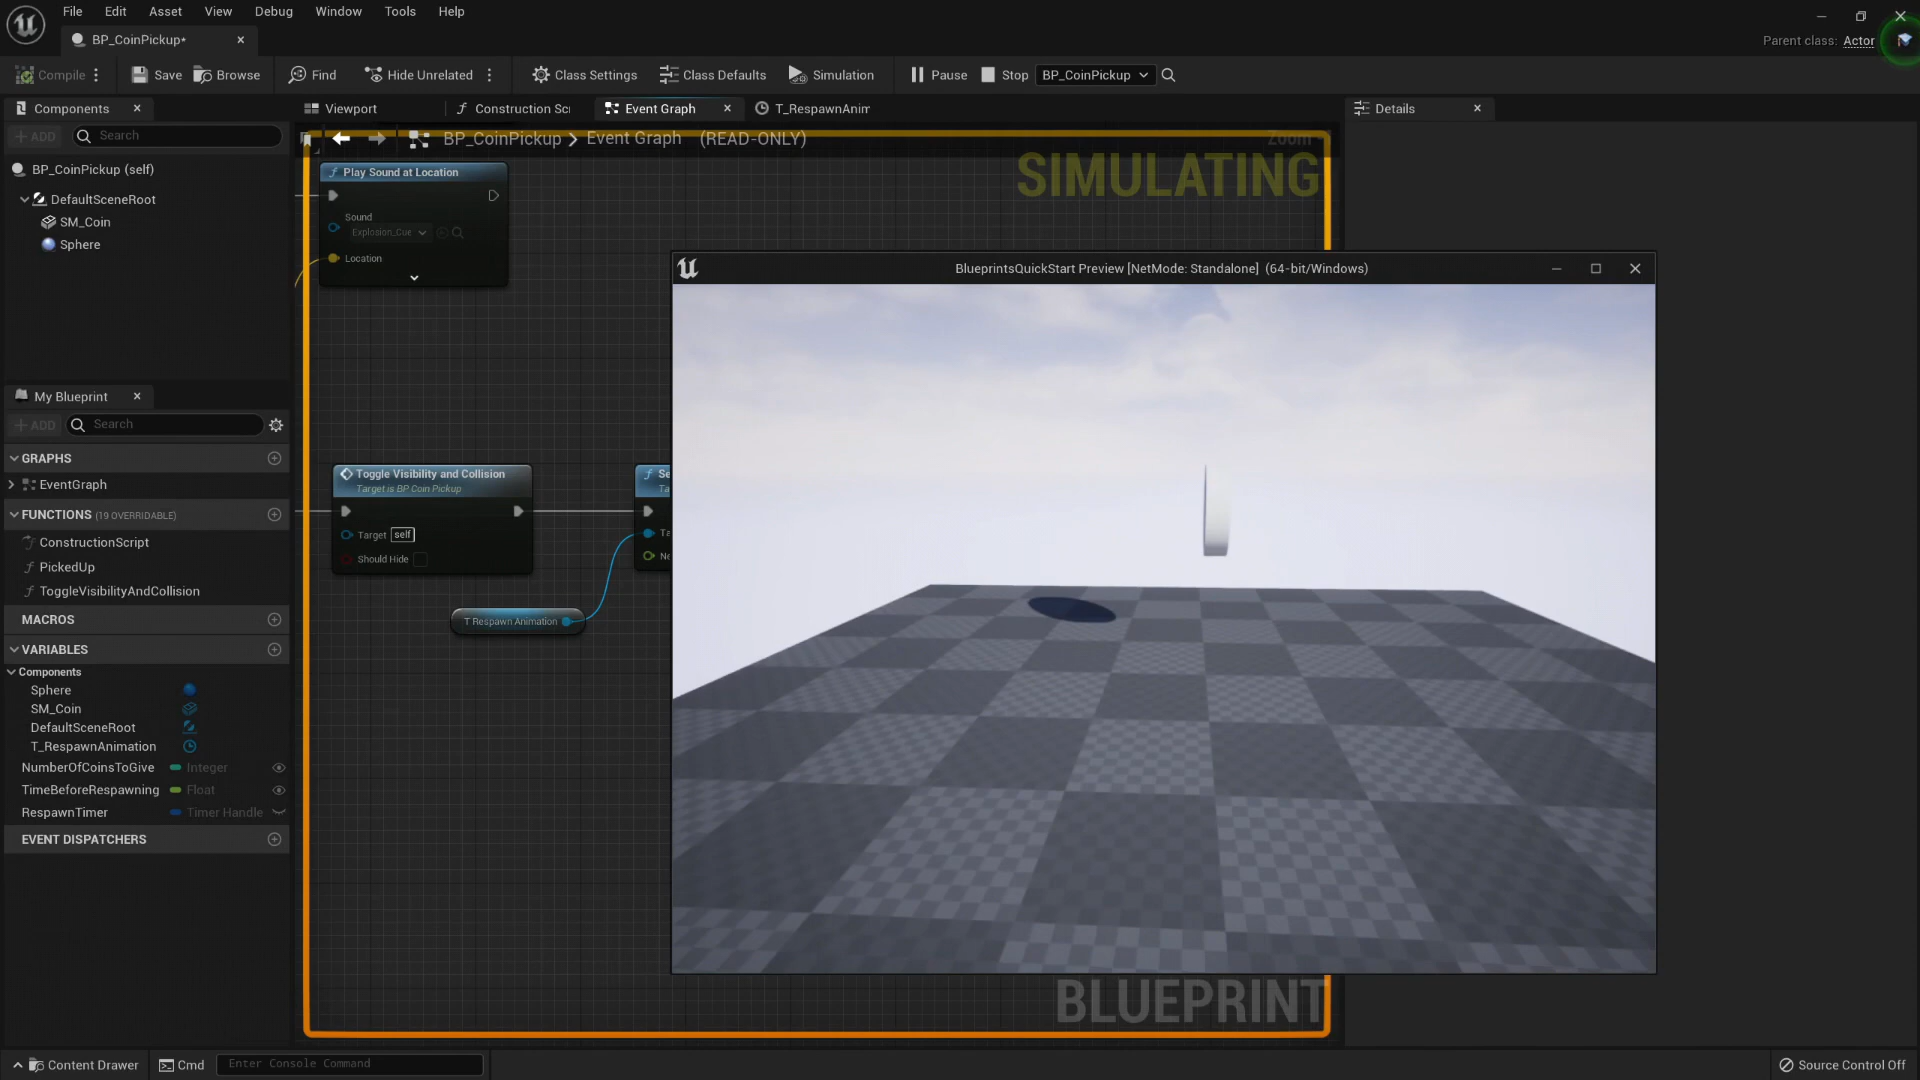 File Edit Asset View Debug Window Tools Help
BP_CoinPickup*
Parent class: Actor
Compile Save Browse Find Hide Unrelated Class Settings Class Defaults Simulation Pause Stop BP_CoinPickup
Components Viewport Construction Scr Event Graph T_RespawnAnim Details
+ ADD Search
BP_CoinPickup > Event Graph (READ-ONLY) Zoom
SIMULATING
BP_CoinPickup (self)
DefaultSceneRoot
SM_Coin
Sphere
Play Sound at Location
Sound
Explosion_Cue
Location
BlueprintsQuickStart Preview [NetMode: Standalone] (64-bit/Windows)
My Blueprint
+ ADD Search
GRAPHS
EventGraph
FUNCTIONS (19 OVERRIDABLE)
ConstructionScript
PickedUp
ToggleVisibilityAndCollision
MACROS
VARIABLES
Components
Sphere
SM_Coin
DefaultSceneRoot
T_RespawnAnimation
NumberOfCoinsToGive Integer
TimeBeforeRespawning Float
RespawnTimer Timer Handle
EVENT DISPATCHERS
Toggle Visibility and Collision
Target is BP Coin Pickup
Target self
Should Hide
Se
Ta
Ta
Ne
T Respawn Animation
BLUEPRINT
Content Drawer Cmd Enter Console Command Source Control Off